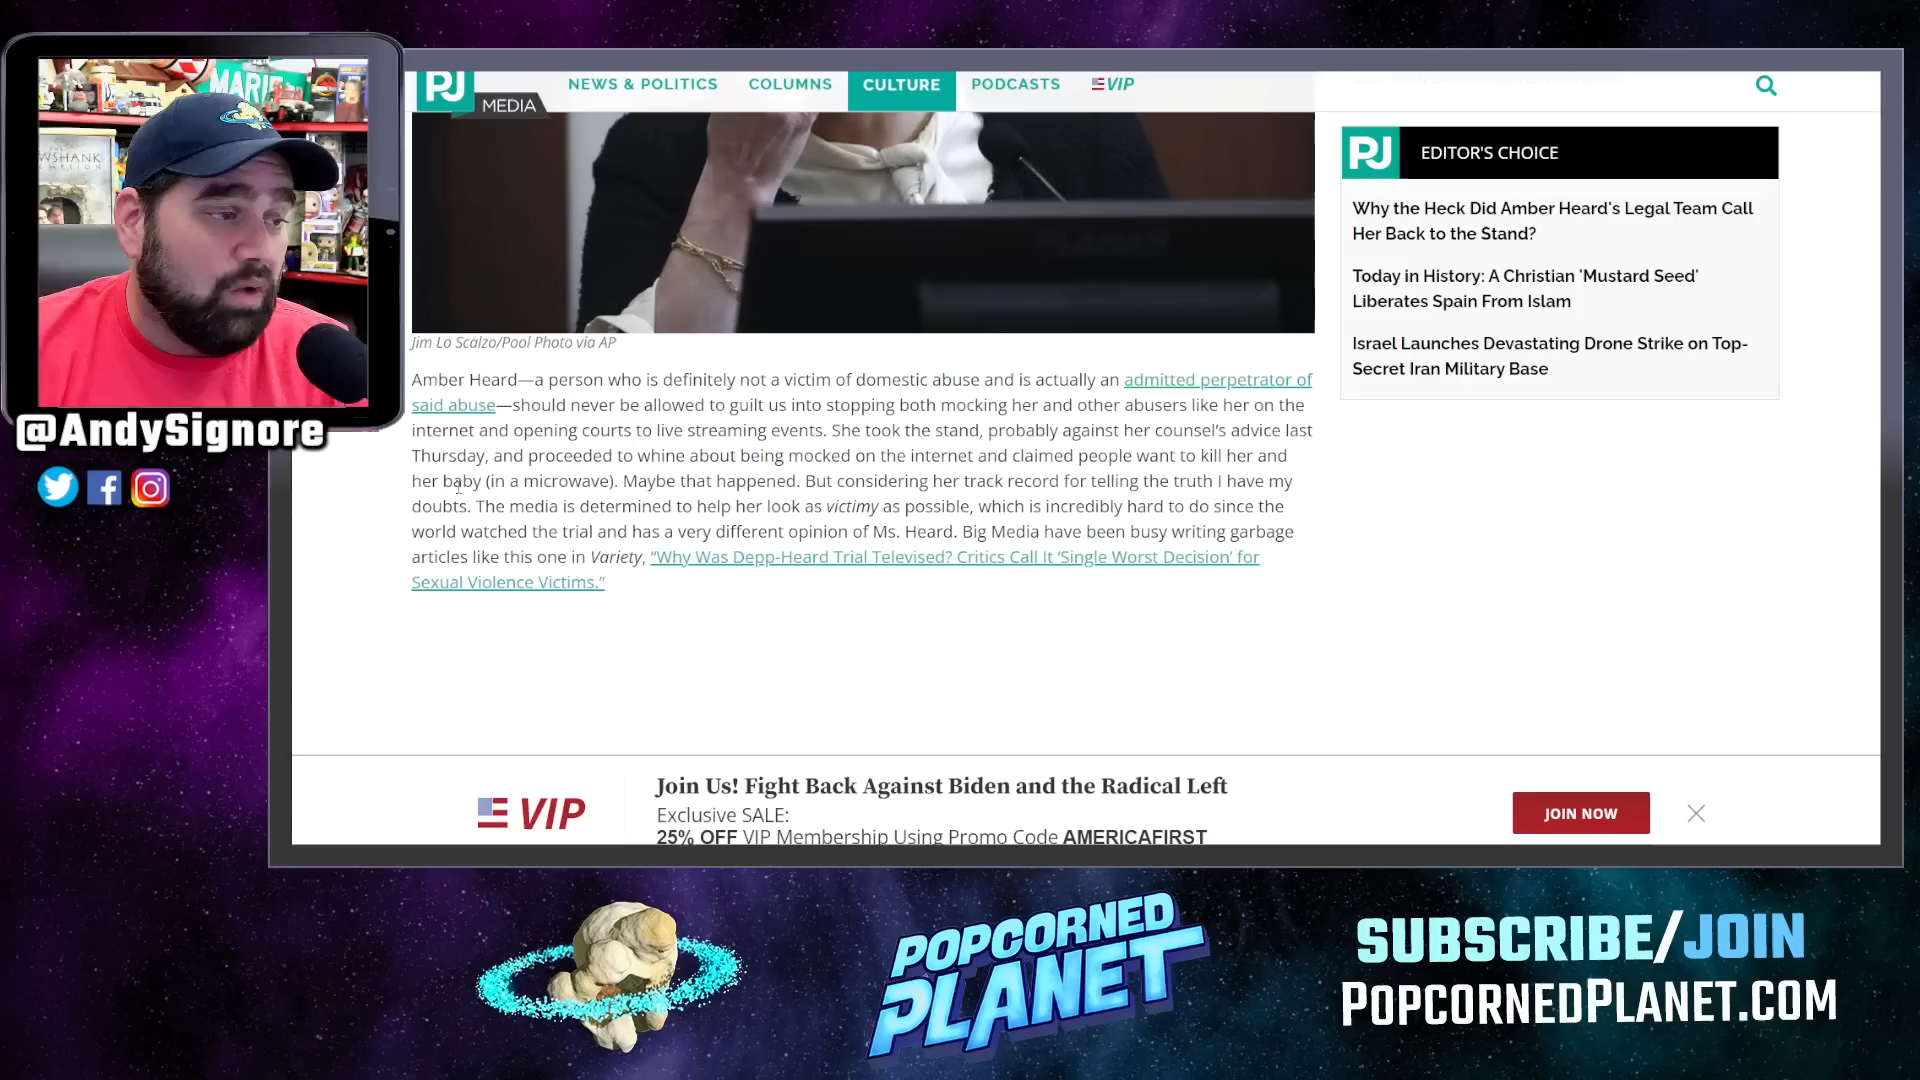 MARIE
WSHANK
PJ
MEDIA
NEWS & POLITICS
COLUMNS
CULTURE
PODCASTS
VIP
PJ EDITOR'S CHOICE
Why the Heck Did Amber Heard's Legal Team Call
Her Back to the Stand?
Today in History: A Christian 'Mustard Seed'
Liberates Spain From Islam
Israel Launches Devastating Drone Strike on Top-
Secret Iran Military Base
Jim Lo Scalzo/Pool Photo via AP
Amber Heard—a person who is definitely not a victim of domestic abuse and is actually an admitted perpetrator of
said abuse—should never be allowed to guilt us into stopping both mocking her and other abusers like her on the
internet and opening courts to live streaming events. She took the stand, probably against her counsel's advice last
Thursday, and proceeded to whine about being mocked on the internet and claimed people want to kill her and
her baby (in a microwave). Maybe that happened. But considering her track record for telling the truth I have my
doubts. The media is determined to help her look as victimy as possible, which is incredibly hard to do since the
world watched the trial and has a very different opinion of Ms. Heard. Big Media have been busy writing garbage
articles like this one in Variety, “Why Was Depp-Heard Trial Televised? Critics Call It ‘Single Worst Decision’ for
Sexual Violence Victims.”
@AndySignore
VIP
Join Us! Fight Back Against Biden and the Radical Left
Exclusive SALE:
25% OFF VIP Membership Using Promo Code AMERICAFIRST
JOIN NOW
POPCORNED
PLANET
SUBSCRIBE/JOIN
POPCORNEDPLANET.COM